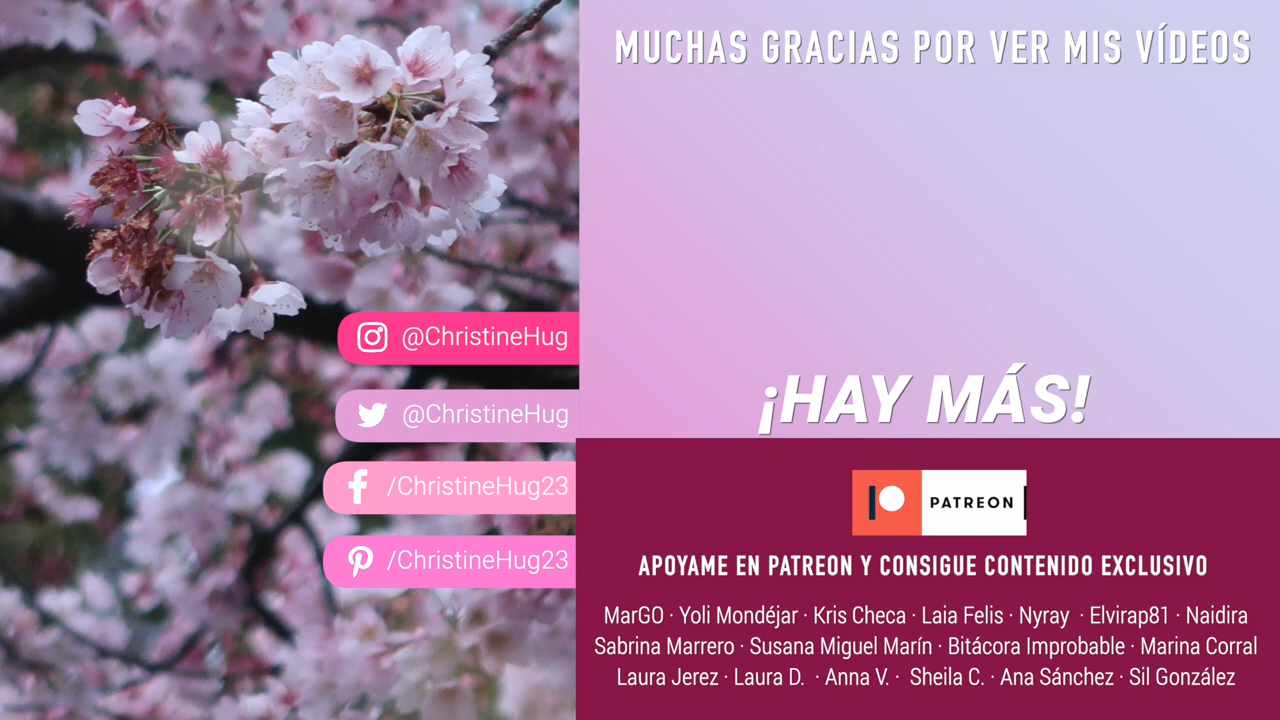 MUCHAS GRACIAS POR VER MIS VÍDEOS
@ChristineHug
@ChristineHug
/ChristineHug23
/ChristineHug23
¡HAY MÁS!
PATREON
APOYAME EN PATREON Y CONSIGUE CONTENIDO EXCLUSIVO
MarGO · Yoli Mondéjar · Kris Checa · Laia Felis · Nyray · Elvirap81 · Naidira
Sabrina Marrero · Susana Miguel Marín · Bitácora Improbable · Marina Corral
Laura Jerez · Laura D. · Anna V. · Sheila C. · Ana Sánchez · Sil González